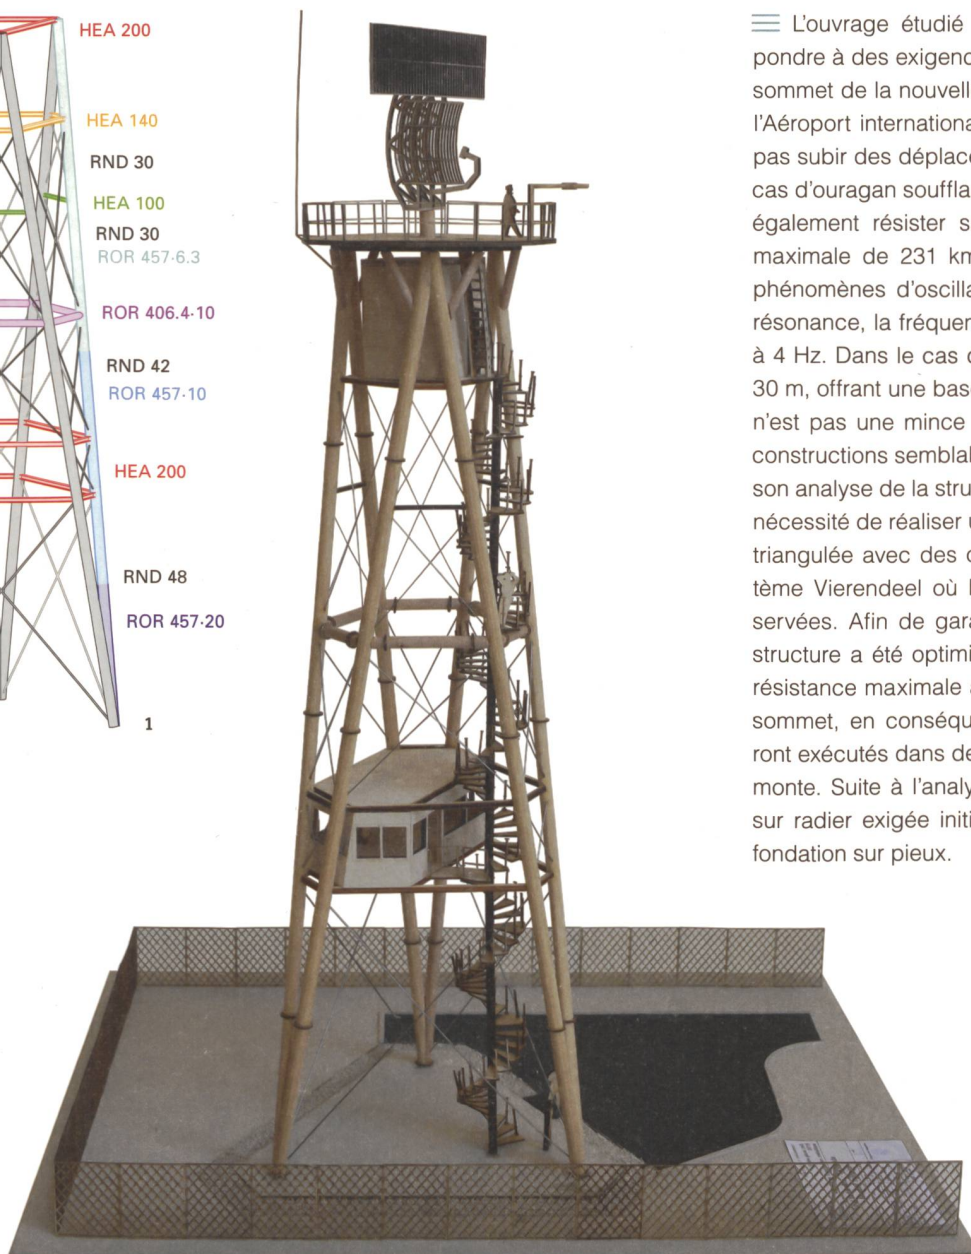 HEA 200
HEA 140
RND 30
HEA 100
RND 30
ROR 457·6.3
ROR 406.4·10
RND 42
ROR 457·10
HEA 200
RND 48
ROR 457·20
1
L'ouvrage étudié
pondre à des exigenc
sommet de la nouvell
l'Aéroport internationa
pas subir des déplace
cas d'ouragan souffla
également résister s
maximale de 231 km
phénomènes d'oscilla
résonance, la fréquen
à 4 Hz. Dans le cas d
30 m, offrant une base
n'est pas une mince
constructions semblal
son analyse de la stru
nécessité de réaliser u
triangulée avec des d
tème Vierendeel où l
servées. Afin de gara
structure a été optimi
résistance maximale a
sommet, en conséqu
ront exécutés dans de
monte. Suite à l'analy
sur radier exigée initi
fondation sur pieux.